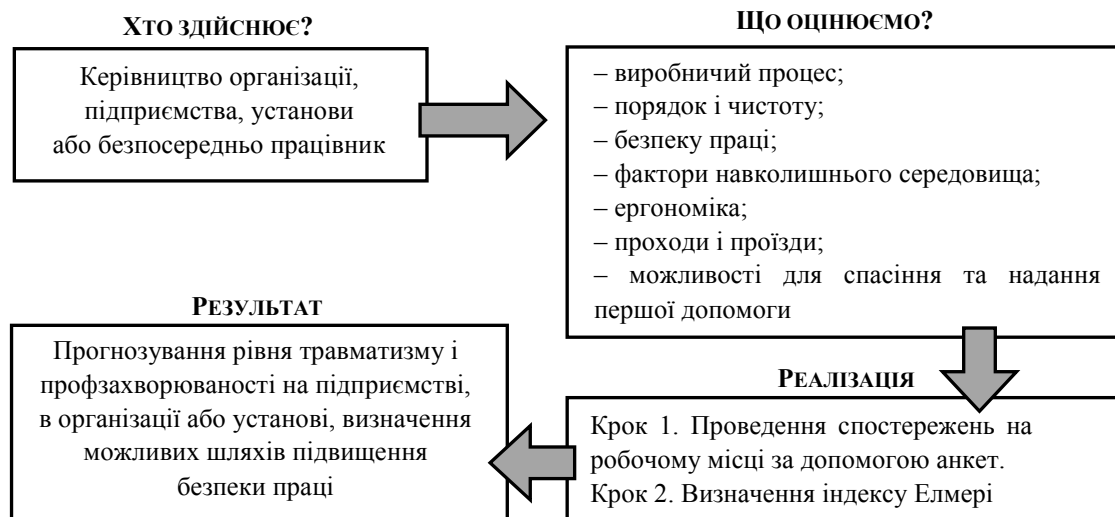 ХТО ЗДІЙСНЮЄ?
Керівництво організації,
підприємства, установи
або безпосередньо працівник
ЩО ОЦІНЮЄМО?
– виробничий процес;
– порядок і чистоту;
– безпеку праці;
– фактори навколишнього середовища;
– ергономіка;
– проходи і проїзди;
– можливості для спасіння та надання
першої допомоги
РЕАЛІЗАЦІЯ
Крок 1. Проведення спостережень на
робочому місці за допомогою анкет.
Крок 2. Визначення індексу Елмері
РЕЗУЛЬТАТ
Прогнозування рівня травматизму і
профзахворюваності на підприємстві,
в організації або установі, визначення
можливих шляхів підвищення
безпеки праці